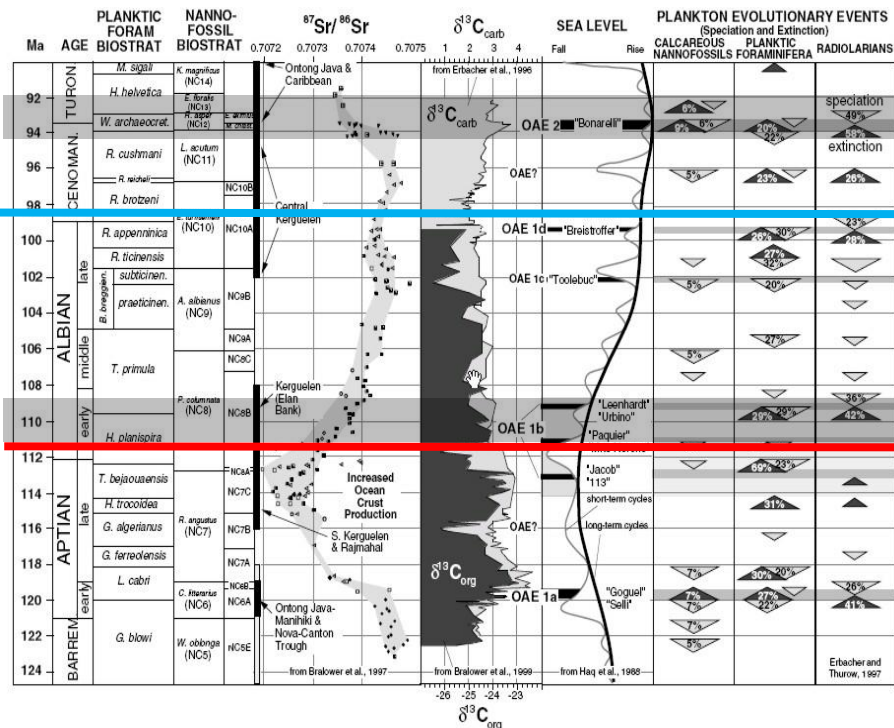 PLANKTIC FORAM BIOSTRAT
NANNO-FOSSIL BIOSTRAT
87Sr/ 86Sr
δ13C carb
SEA LEVEL
PLANKTON EVOLUTIONARY EVENTS
(Speciation and Extinction)
CALCAREOUS NANNOFOSSILS
PLANKTIC FORAMINIFERA
RADIOLARIANS
Ma
AGE
0.7072
0.7073
0.7074
0.7075
1
2
3
4
Fall
Rise
from Erbacher et al., 1996
92
94
96
98
100
102
104
106
108
110
112
114
116
118
120
122
124
TURON.
CENOMAN.
ALBIAN
late
middle
early
APTIAN
late
early
BARREM
M. sigali
H. helvetica
W. archaeocret.
R. cushmani
R. reicheli
R. brotzeni
R. appenninica
R. ticinensis
B. breggien.
subticinen.
praeticinen.
T. primula
H. planispira
T. bejaouaensis
H. trocoidea
G. algerianus
G. ferreolensis
L. cabri
G. blowi
K. magnificus
(NC14)
E. floralis
(NC13)
R. asper
(NC12)
L. acutum
(NC11)
(NC10)
A. albianus
(NC9)
P. columnata
(NC8)
R. angustus
(NC7)
C. litterarius
(NC6)
W. oblonga
(NC5)
NC10B
NC10A
NC9B
NC9A
NC8C
NC8B
NC8A
NC7C
NC7B
NC7A
NC6B
NC6A
NC5E
Ontong Java &
Caribbean
Central
Kerguelen
Kerguelen
(Elan
Bank)
Increased
Ocean
Crust
Production
S. Kerguelen
& Rajmahal
Ontong Java-
Manihiki &
Nova-Canton
Trough
from Bralower et al., 1997
δ13C carb
δ13C org
from Bralower et al., 1999
-26
-25
-24
-23
δ13C org
OAE 2
"Bonarelli"
OAE?
OAE 1d
"Breistroffer"
OAE 1c
"Toolebuc"
OAE 1b
"Leenhardt"
"Urbino"
"Paquier"
"Jacob"
"113"
short-term cycles
long-term cycles
OAE?
OAE 1a
"Goguel"
"Selli"
from Haq et al., 1988
speciation
extinction
6%
9%
6%
5%
5%
5%
7%
7%
7%
7%
5%
20%
22%
23%
26%
30%
27%
32%
20%
27%
29%
29%
69%
23%
31%
30%
20%
27%
22%
49%
58%
26%
23%
28%
36%
42%
26%
41%
Erbacher and
Thurow, 1997